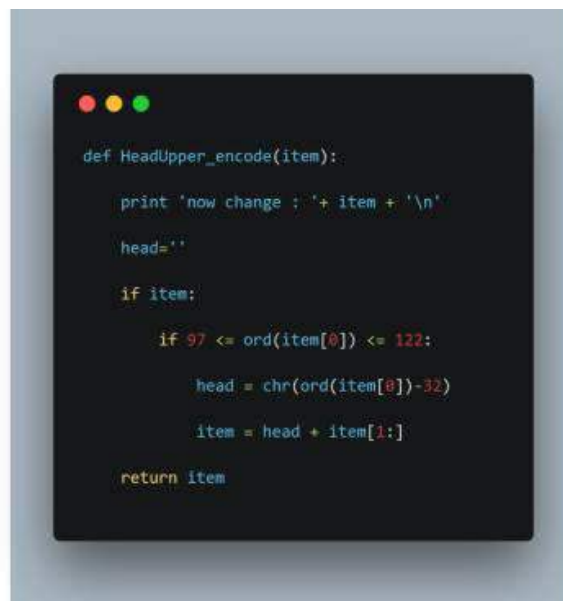 def HeadUpper_encode(item):
    print 'now change : '+ item + '\n'
    head=''
    if item:
        if 97 <= ord(item[0]) <= 122:
            head = chr(ord(item[0])-32)
            item = head + item[1:]
    return item